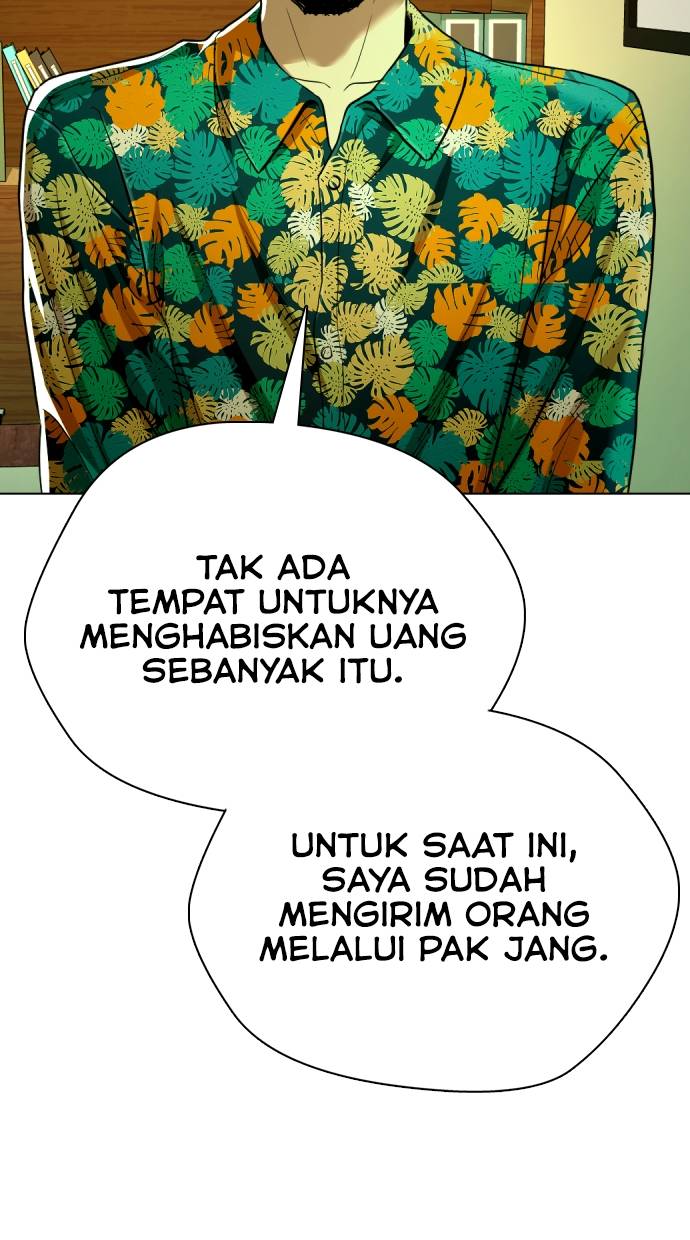 TAK ADA
TEMPAT UNTUKNYA
MENGHABISKAN UANG
SEBANYAK ITU.
UNTUK SAAT INI,
SAYA SUDAH
MENGIRIM ORANG
MELALUI PAK JANG.